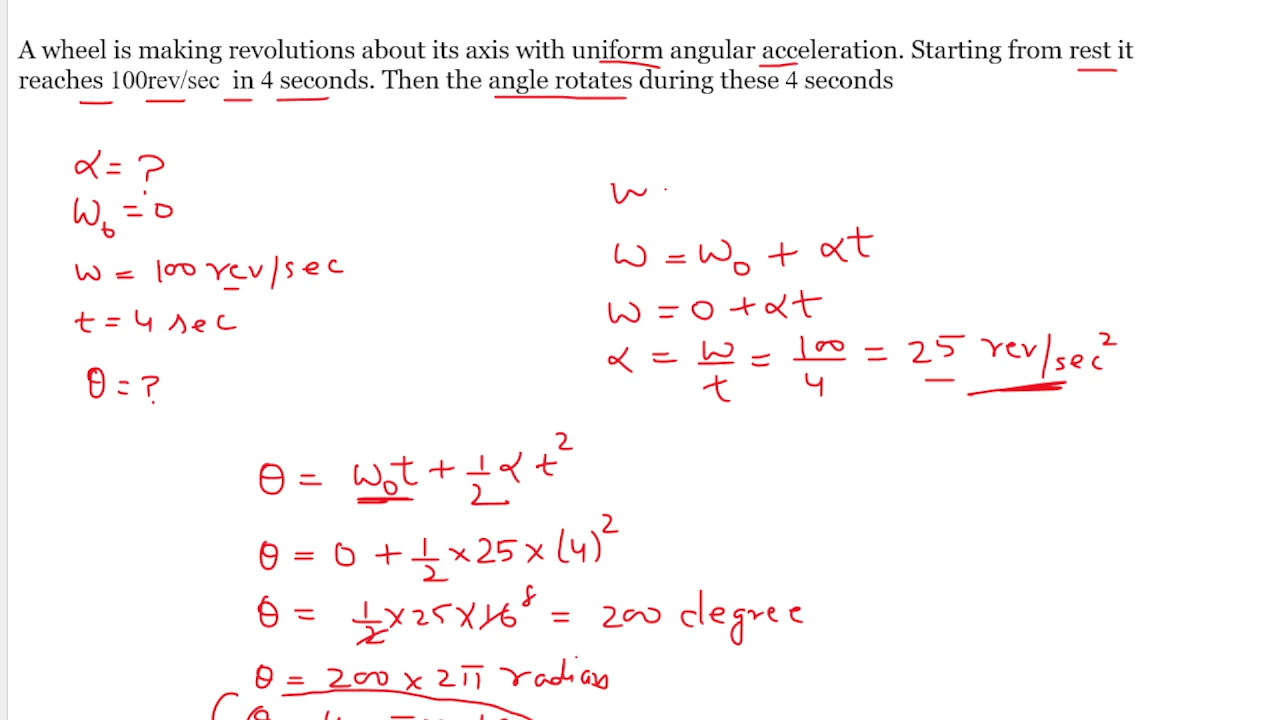 A wheel is making revolutions about its axis with uniform angular acceleration. Starting from rest it
reaches 100rev/sec in 4 seconds. Then the angle rotates during these 4 seconds
α = ?
ω₀ = 0
ω = 100 rev/sec
t = 4 sec
θ = ?
ω
ω = ω₀ + αt
ω = 0 + αt
α = ω/t = 100/4 = 25 rev/sec²
θ = ω₀t + 1/2 α t²
θ = 0 + 1/2 × 25 × (4)²
θ = 1/2 × 25 × 16 8 = 200 degree
θ = 200 × 2π radian